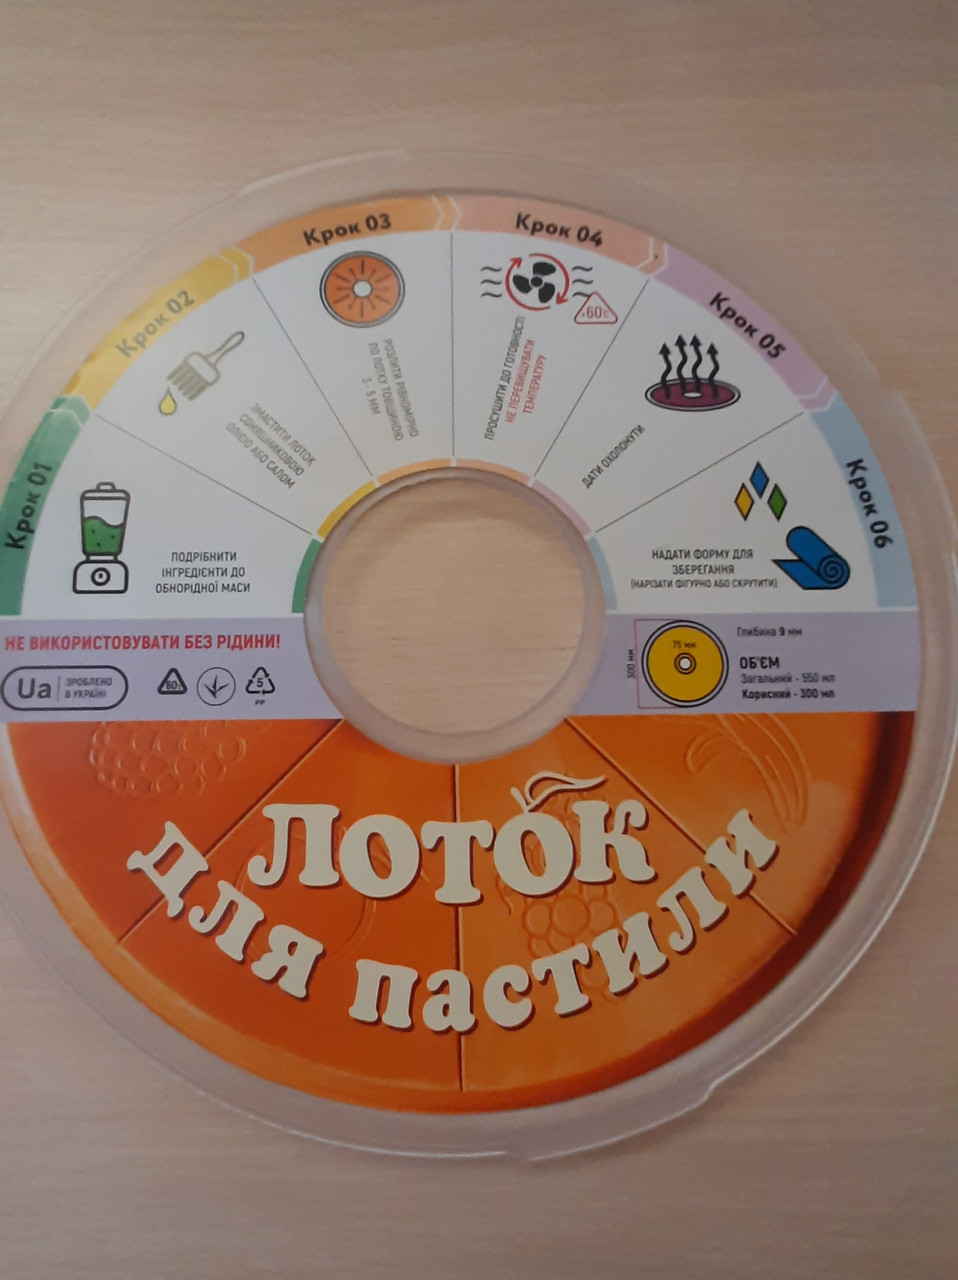 Крок 01
ПОДРІБНИТИ
ІНГРЕДІЄНТИ ДО
ОБНОРІДНОЇ МАСИ
Крок 02
ЗМАСТИТИ ЛОТОК
СОНЯШНИКОВОЮ
ОЛІЄЮ АБО САЛОМ
Крок 03
РОЗЛИТИ РІВНОМІРНО
ПО ЛОТКУ ТОВЩИНОЮ
3 - 5 ММ
Крок 04
+60°C
ПРОСУШИТИ ДО ГОТОВНОСТІ
НЕ ПЕРЕВИЩУВАТИ
ТЕМПЕРАТУРУ
Крок 05
ДАТИ ОХОЛОНУТИ
Крок 06
НАДАТИ ФОРМУ ДЛЯ
ЗБЕРЕГАННЯ
(НАРІЗАТИ ФІГУРНО АБО СКРУТИТИ)
НЕ ВИКОРИСТОВУВАТИ БЕЗ РІДИНИ!
Ua
ЗРОБЛЕНО
В УКРАЇНІ
5
PP
300 мм
75 мм
Глибина 9 мм
ОБ'ЄМ
Загальний - 550 мл
Корисний - 300 мл
ЛОТОК
ДЛЯ ПАСТИЛИ